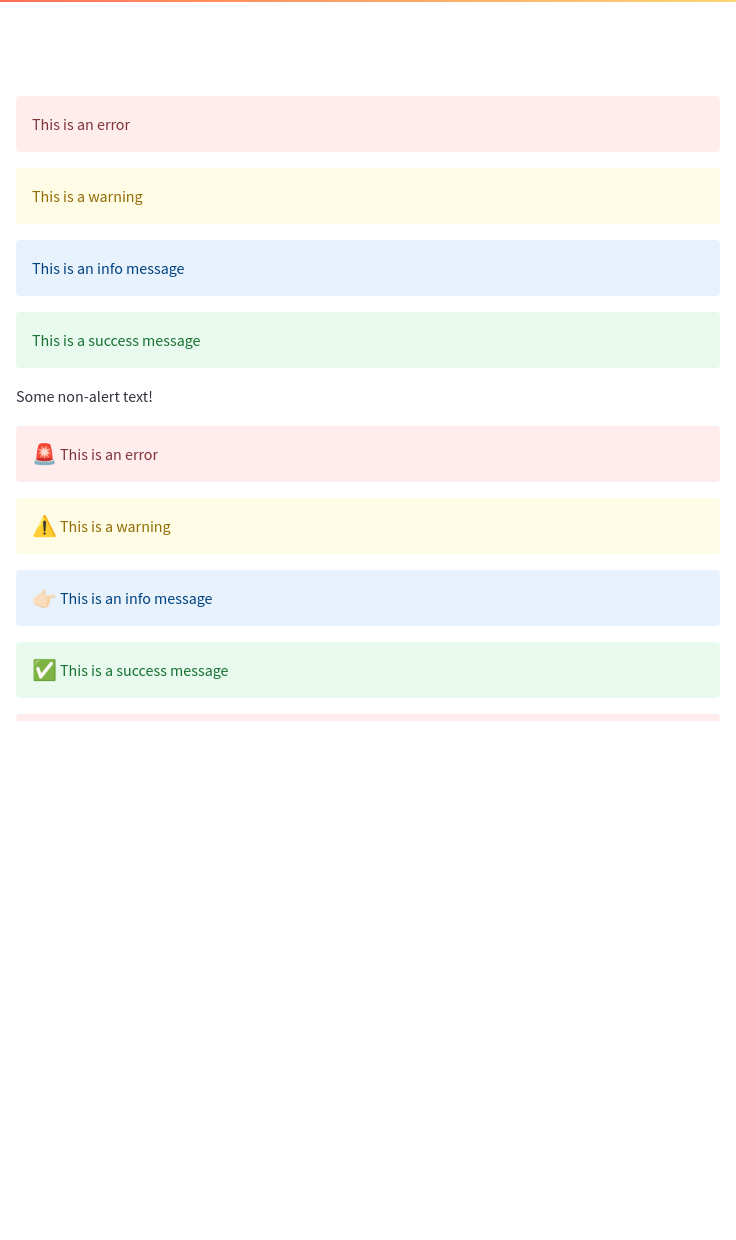 This is an error
This is a warning
This is an info message
This is a success message
Some non-alert text!
🚨 This is an error
⚠️ This is a warning
👉🏻 This is an info message
✅ This is a success message